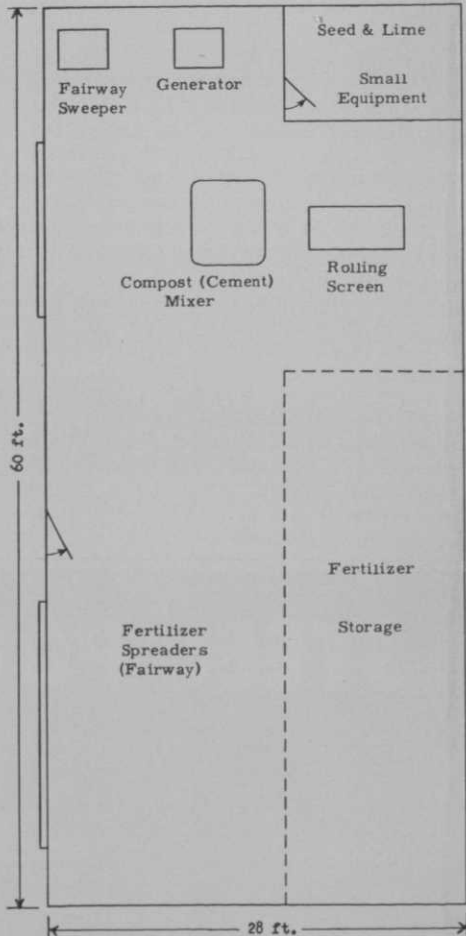 Seed & Lime
Small
Equipment
Fairway
Sweeper
Generator
Compost (Cement)
Mixer
Rolling
Screen
60 ft.
Fertilizer
Storage
Fertilizer
Spreaders
(Fairway)
28 ft.